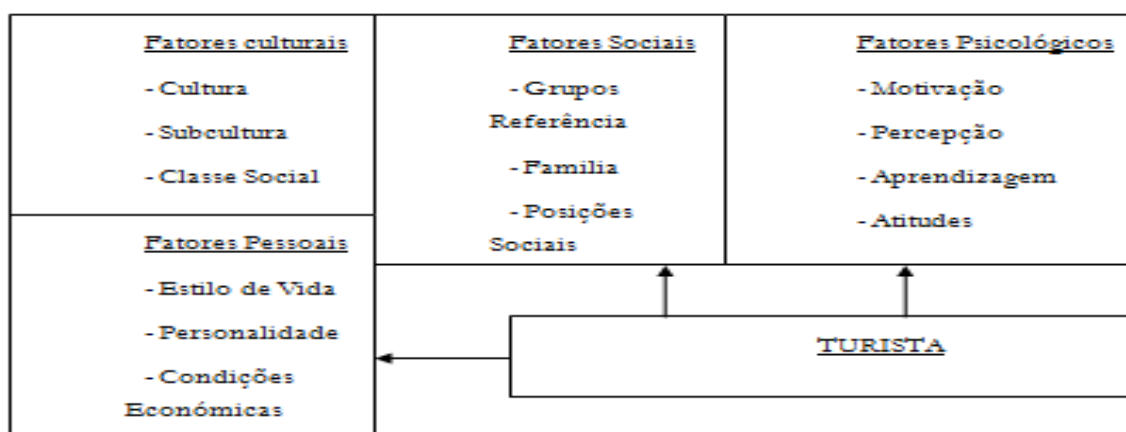 Fatores culturais
- Cultura
- Subcultura
- Classe Social
Fatores Sociais
- Grupos
Referência
- Familia
- Posições
Sociais
Fatores Psicológicos
- Motivação
- Percepção
- Aprendizagem
- Atitudes
Fatores Pessoais
- Estilo de Vida
- Personalidade
- Condições
Económicas
TURISTA